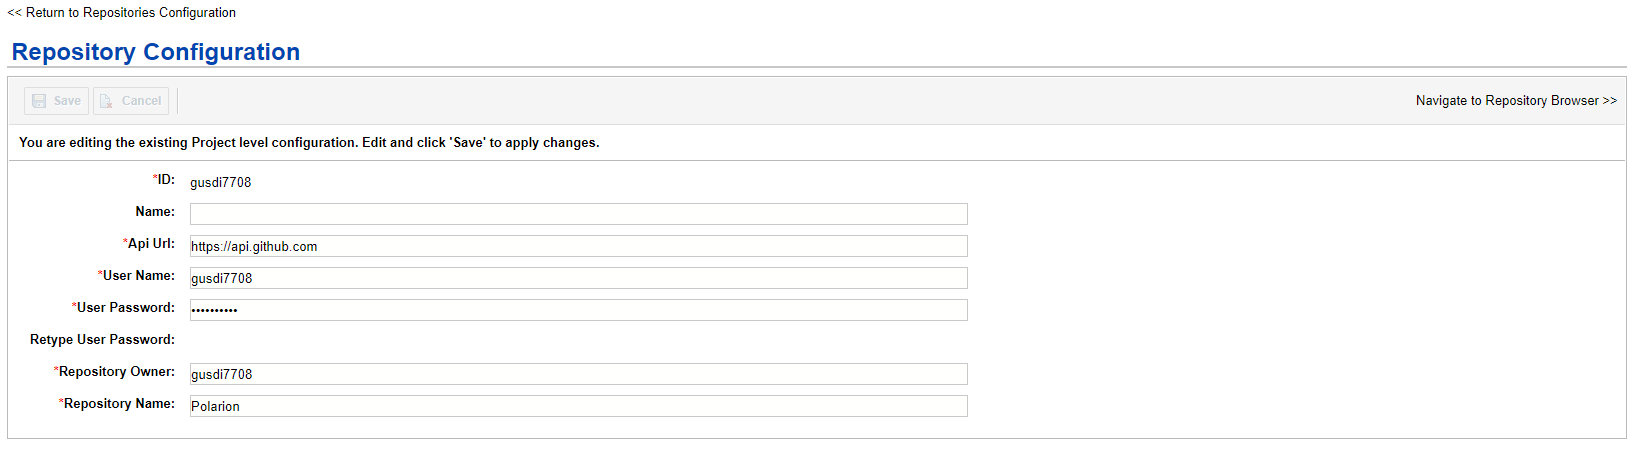 << Return to Repositories Configuration
Repository Configuration
Save Cancel Navigate to Repository Browser >>
You are editing the existing Project level configuration. Edit and click 'Save' to apply changes.
*ID: gusdi7708
Name:
*Api Url: https://api.github.com
*User Name: gusdi7708
*User Password: ••••••••••
Retype User Password:
*Repository Owner: gusdi7708
*Repository Name: Polarion